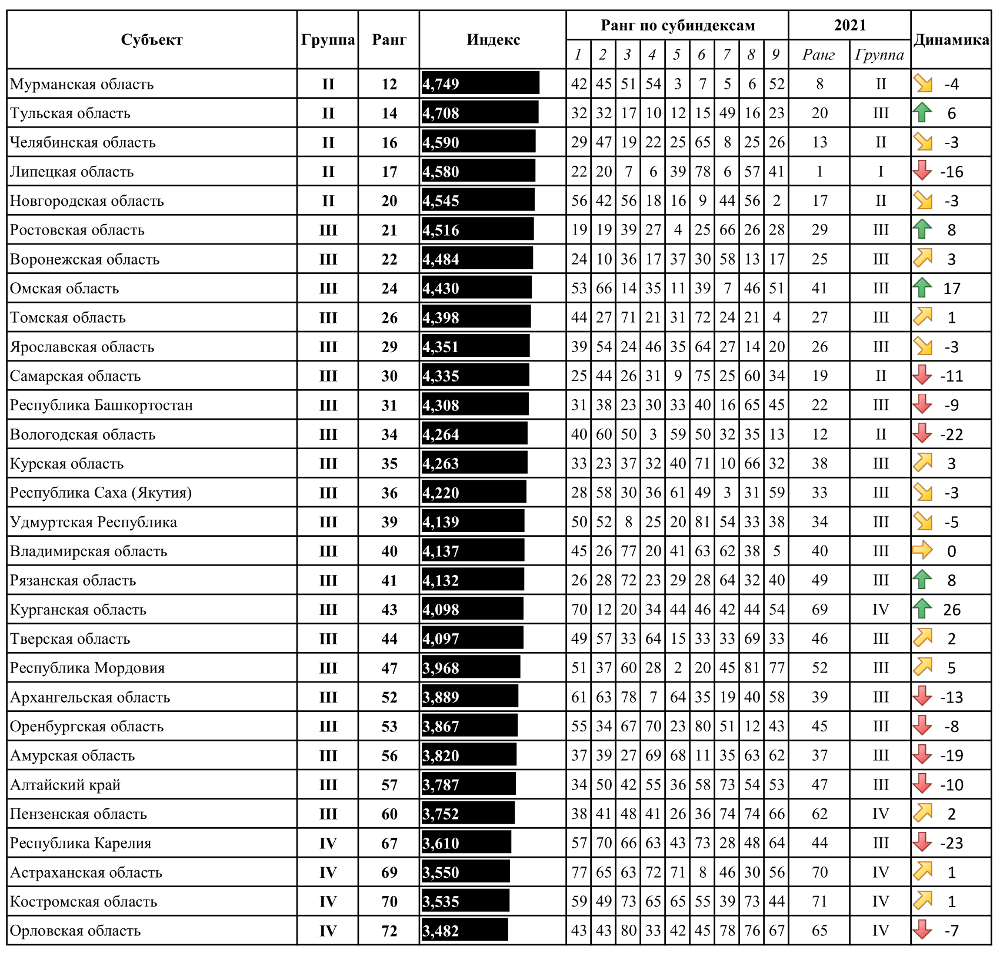 Субъект Группа Ранг Индекс Ранг по субиндексам 2021 Динамика
1 2 3 4 5 6 7 8 9 Ранг Группа
Мурманская область II 12 4,749 42 45 51 54 3 7 5 6 52 8 II -4
Тульская область II 14 4,708 32 32 17 10 12 15 49 16 23 20 III 6
Челябинская область II 16 4,590 29 47 19 22 25 65 8 25 26 13 II -3
Липецкая область II 17 4,580 22 20 7 6 39 78 6 57 41 1 I -16
Новгородская область II 20 4,545 56 42 56 18 16 9 44 56 2 17 II -3
Ростовская область III 21 4,516 19 19 39 27 4 25 66 26 28 29 III 8
Воронежская область III 22 4,484 24 10 36 17 37 30 58 13 17 25 III 3
Омская область III 24 4,430 53 66 14 35 11 39 7 46 51 41 III 17
Томская область III 26 4,398 44 27 71 21 31 72 24 21 4 27 III 1
Ярославская область III 29 4,351 39 54 24 46 35 64 27 14 20 26 III -3
Самарская область III 30 4,335 25 44 26 31 9 75 25 60 34 19 II -11
Республика Башкортостан III 31 4,308 31 38 23 30 33 40 16 65 45 22 III -9
Вологодская область III 34 4,264 40 60 50 3 59 50 32 35 13 12 II -22
Курская область III 35 4,263 33 23 37 32 40 71 10 66 32 38 III 3
Республика Саха (Якутия) III 36 4,220 28 58 30 36 61 49 3 31 59 33 III -3
Удмуртская Республика III 39 4,139 50 52 8 25 20 81 54 33 38 34 III -5
Владимирская область III 40 4,137 45 26 77 20 41 63 62 38 5 40 III 0
Рязанская область III 41 4,132 26 28 72 23 29 28 64 32 40 49 III 8
Курганская область III 43 4,098 70 12 20 34 44 46 42 44 54 69 IV 26
Тверская область III 44 4,097 49 57 33 64 15 33 33 69 33 46 III 2
Республика Мордовия III 47 3,968 51 37 60 28 2 20 45 81 77 52 III 5
Архангельская область III 52 3,889 61 63 78 7 64 35 19 40 58 39 III -13
Оренбургская область III 53 3,867 55 34 67 70 23 80 51 12 43 45 III -8
Амурская область III 56 3,820 37 39 27 69 68 11 35 63 62 37 III -19
Алтайский край III 57 3,787 34 50 42 55 36 58 73 54 53 47 III -10
Пензенская область III 60 3,752 38 41 48 41 26 36 74 74 66 62 IV 2
Республика Карелия IV 67 3,610 57 70 66 63 43 73 28 48 64 44 III -23
Астраханская область IV 69 3,550 77 65 63 72 71 8 46 30 56 70 IV 1
Костромская область IV 70 3,535 59 49 73 65 65 55 39 73 44 71 IV 1
Орловская область IV 72 3,482 43 43 80 33 42 45 78 76 67 65 IV -7